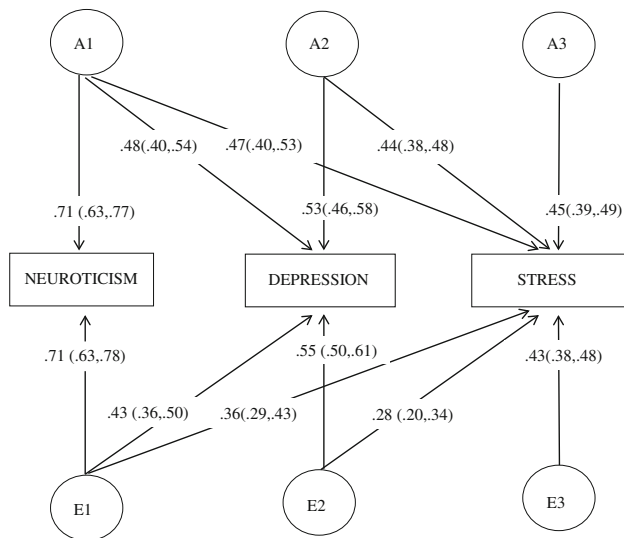 A1 A2 A3
.48(.40,.54) .47(.40,.53) .44(.38,.48)
.71 (.63,.77) .53(.46,.58) .45(.39,.49)
NEUROTICISM DEPRESSION STRESS
.71 (.63,.78) .55 (.50,.61) .43(.38,.48)
.43 (.36,.50) .36(.29,.43) .28 (.20,.34)
E1 E2 E3